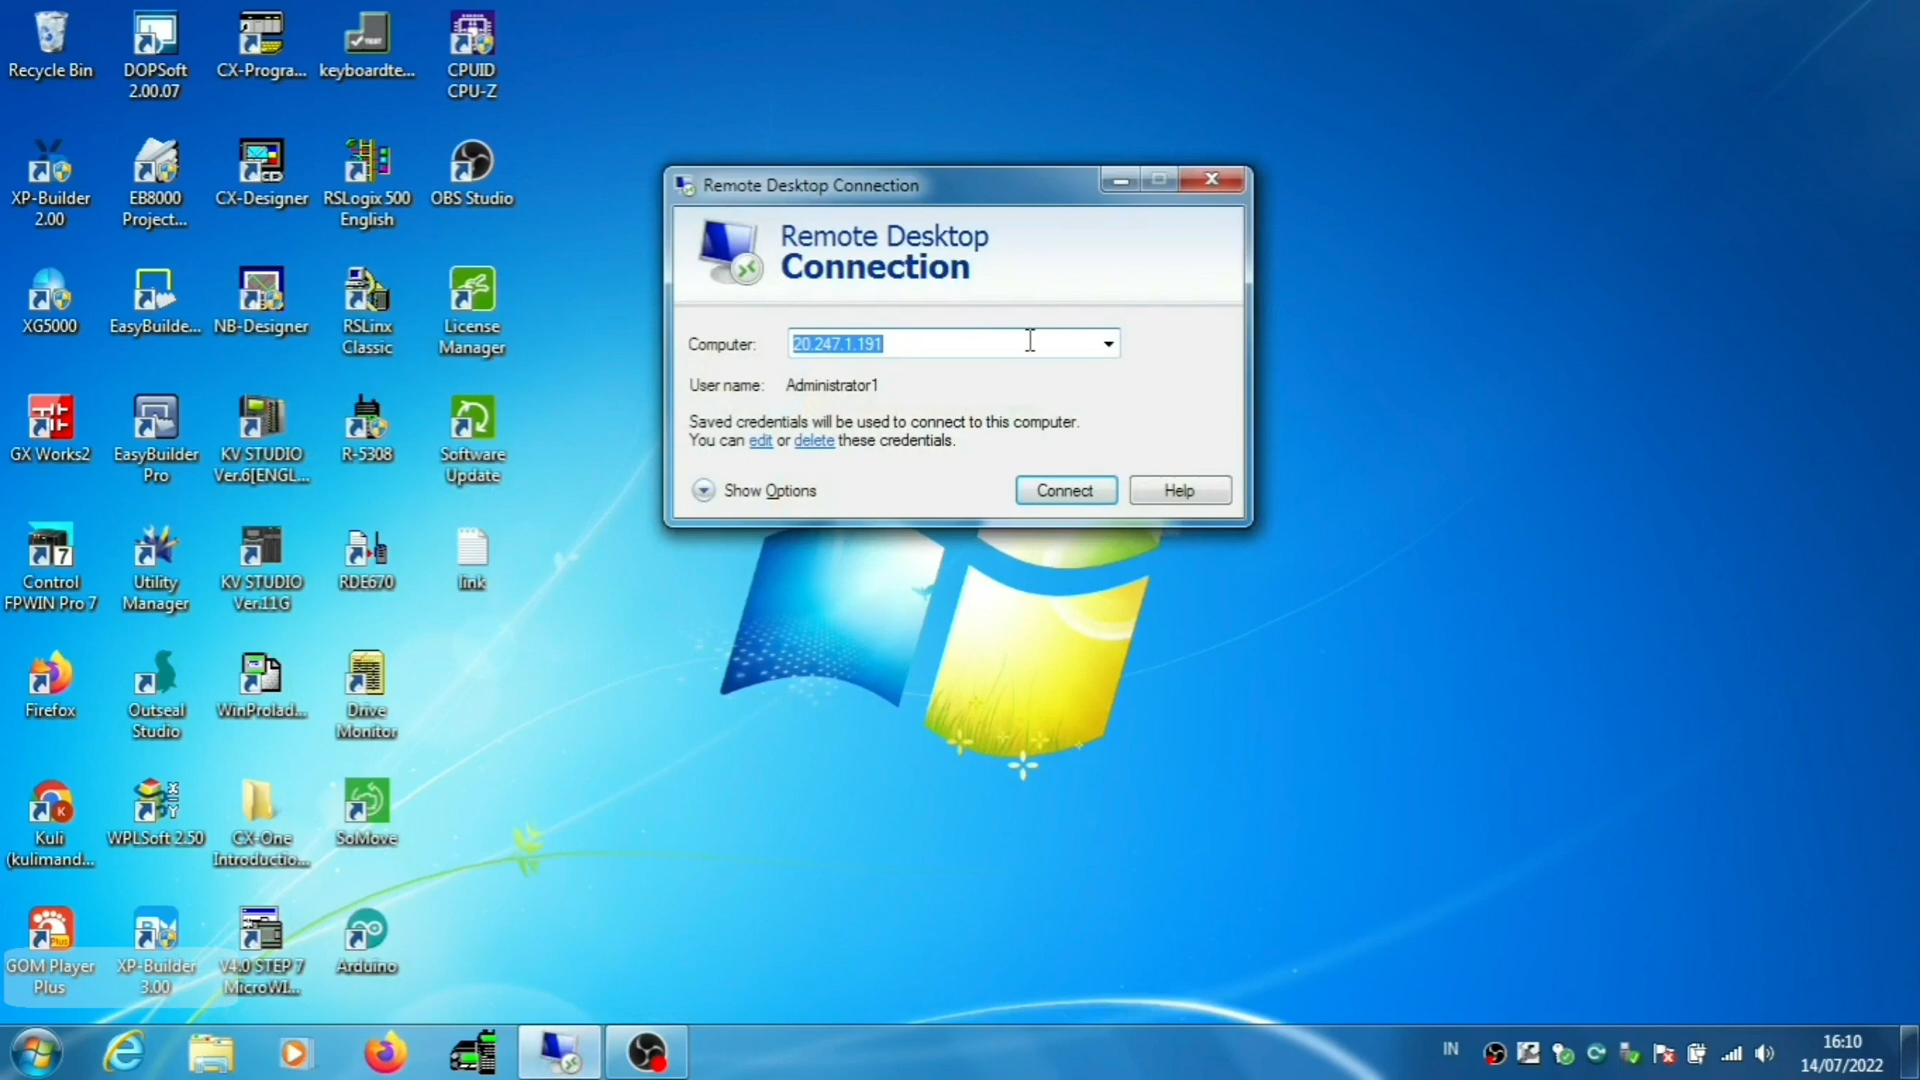 Recycle Bin
DOPSoft
2.00.07
CX-Progra...
keyboardte...
CPUID
CPU-Z
XP-Builder
2.00
EB8000
Project...
CX-Designer
RSLogix 500
English
OBS Studio
XG5000
EasyBuilde...
NB-Designer
RSLinx
Classic
License
Manager
GX Works2
EasyBuilder
Pro
KV STUDIO
Ver.6[ENGL...
R-5308
Software
Update
Control
FPWIN Pro 7
Utility
Manager
KV STUDIO
Ver.11G
RDE670
link
Firefox
Outseal
Studio
WinProlad...
Drive
Monitor
Kuli
(kulimand...
WPLSoft 2.50
CX-One
Introductio...
SoMove
GOM Player
Plus
XP-Builder
3.00
V4.0 STEP 7
MicroWI...
Arduino
Remote Desktop Connection
Remote Desktop
Connection
Computer: 20.247.1.191
User name: Administrator1
Saved credentials will be used to connect to this computer.
You can edit or delete these credentials.
Show Options
Connect
Help
IN
16:10
14/07/2022